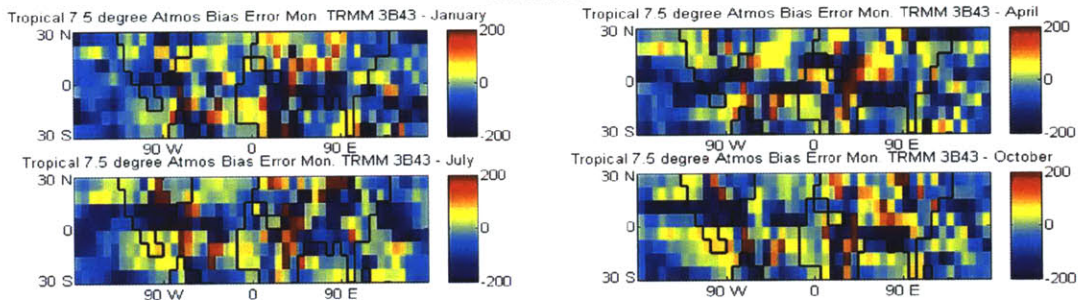 Tropical 7.5 degree Atmos Bias Error Mon. TRMM 3B43 - January
30 N
0
30 S
90 W
0
90 E
200
0
-200
Tropical 7.5 degree Atmos Bias Error Mon. TRMM 3B43 - April
30 N
0
30 S
90 W
0
90 E
200
0
-200
Tropical 7.5 degree Atmos Bias Error Mon. TRMM 3B43 - July
30 N
0
30 S
90 W
0
90 E
200
0
-200
Tropical 7.5 degree Atmos Bias Error Mon. TRMM 3B43 - October
30 N
0
30 S
90 W
0
90 E
200
0
-200